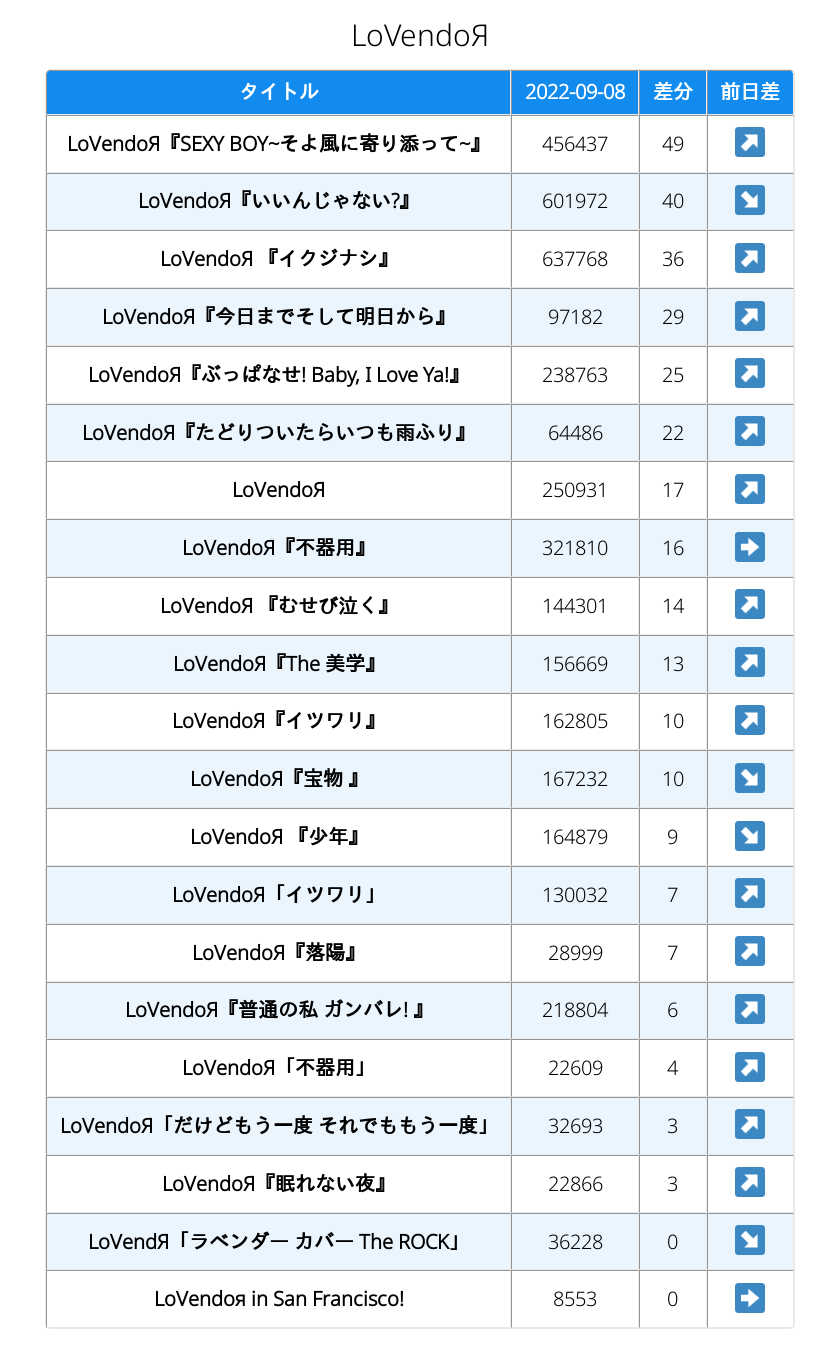 LoVendoЯ
タイトル 2022-09-08 差分 前日差
LoVendoЯ『SEXY BOY~そよ風に寄り添って~』 456437 49 ↗
LoVendoЯ『いいんじゃない?』 601972 40 ↘
LoVendoЯ 『イクジナシ』 637768 36 ↗
LoVendoЯ『今日までそして明日から』 97182 29 ↗
LoVendoЯ『ぶっぱなせ! Baby, I Love Ya!』 238763 25 ↗
LoVendoЯ『たどりついたらいつも雨ふり』 64486 22 ↗
LoVendoЯ 250931 17 ↗
LoVendoЯ『不器用』 321810 16 ➡
LoVendoЯ 『むせび泣く』 144301 14 ↗
LoVendoЯ『The 美学』 156669 13 ↗
LoVendoЯ『イツワリ』 162805 10 ↗
LoVendoЯ『宝物 』 167232 10 ↘
LoVendoЯ 『少年』 164879 9 ↘
LoVendoЯ「イツワリ」 130032 7 ↗
LoVendoЯ『落陽』 28999 7 ↗
LoVendoЯ『普通の私 ガンバレ! 』 218804 6 ↗
LoVendoЯ「不器用」 22609 4 ↗
LoVendoЯ「だけどもう一度 それでももう一度」 32693 3 ↗
LoVendoЯ『眠れない夜』 22866 3 ↗
LoVendЯ「ラベンダー カバー The ROCK」 36228 0 ↘
LoVendoя in San Francisco! 8553 0 ➡